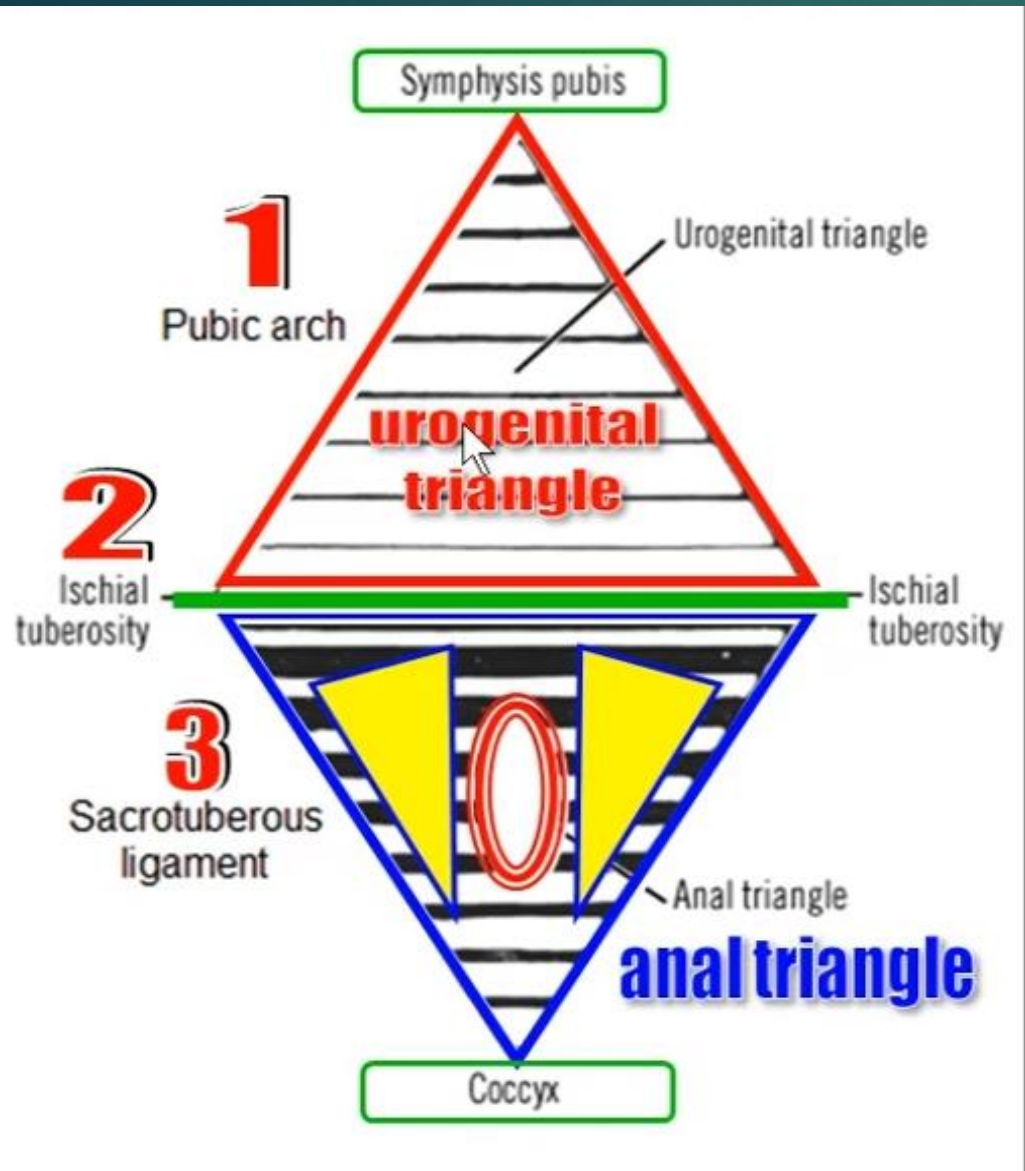 Symphysis pubis
1
Pubic arch
Urogenital triangle
urogenital
triangle
2
Ischial
tuberosity
Ischial
tuberosity
3
Sacrotuberous
ligament
Anal triangle
anal triangle
Coccyx